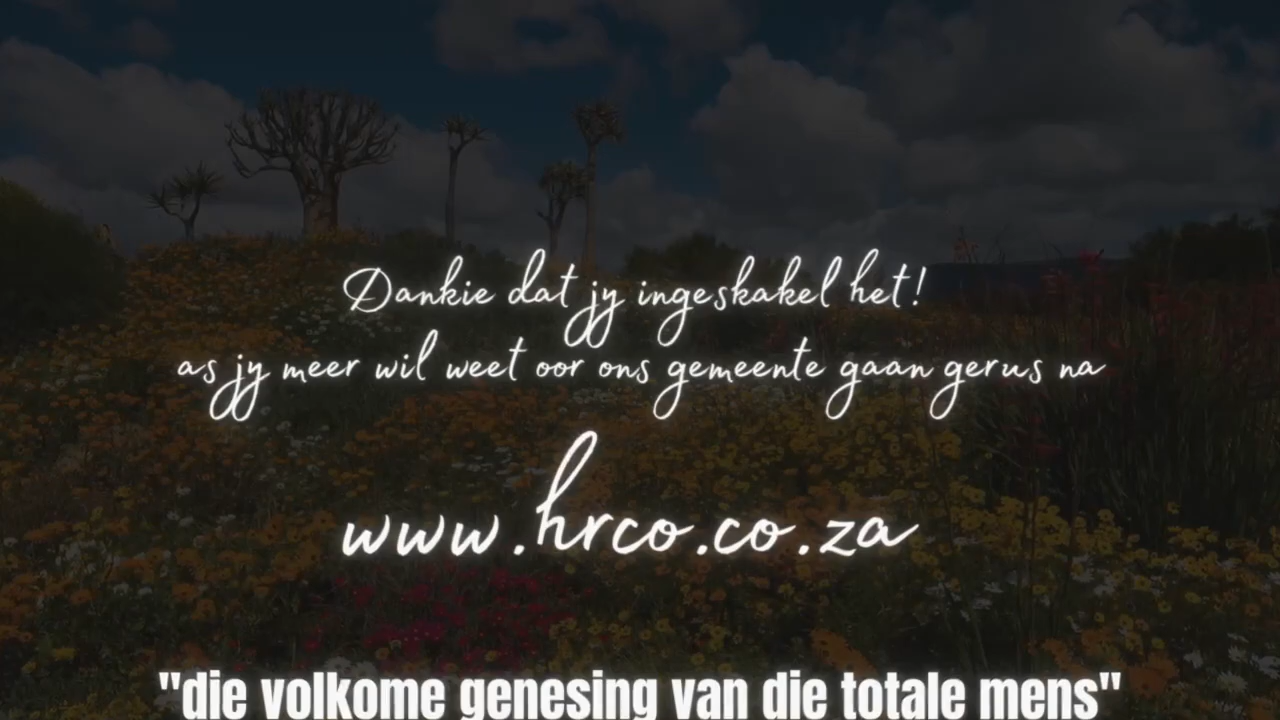 Dankie dat jy ingeskakel het!
as jy meer wil weet oor ons gemeente gaan gerus na
www.hrco.co.za
"die volkome genesing van die totale mens"